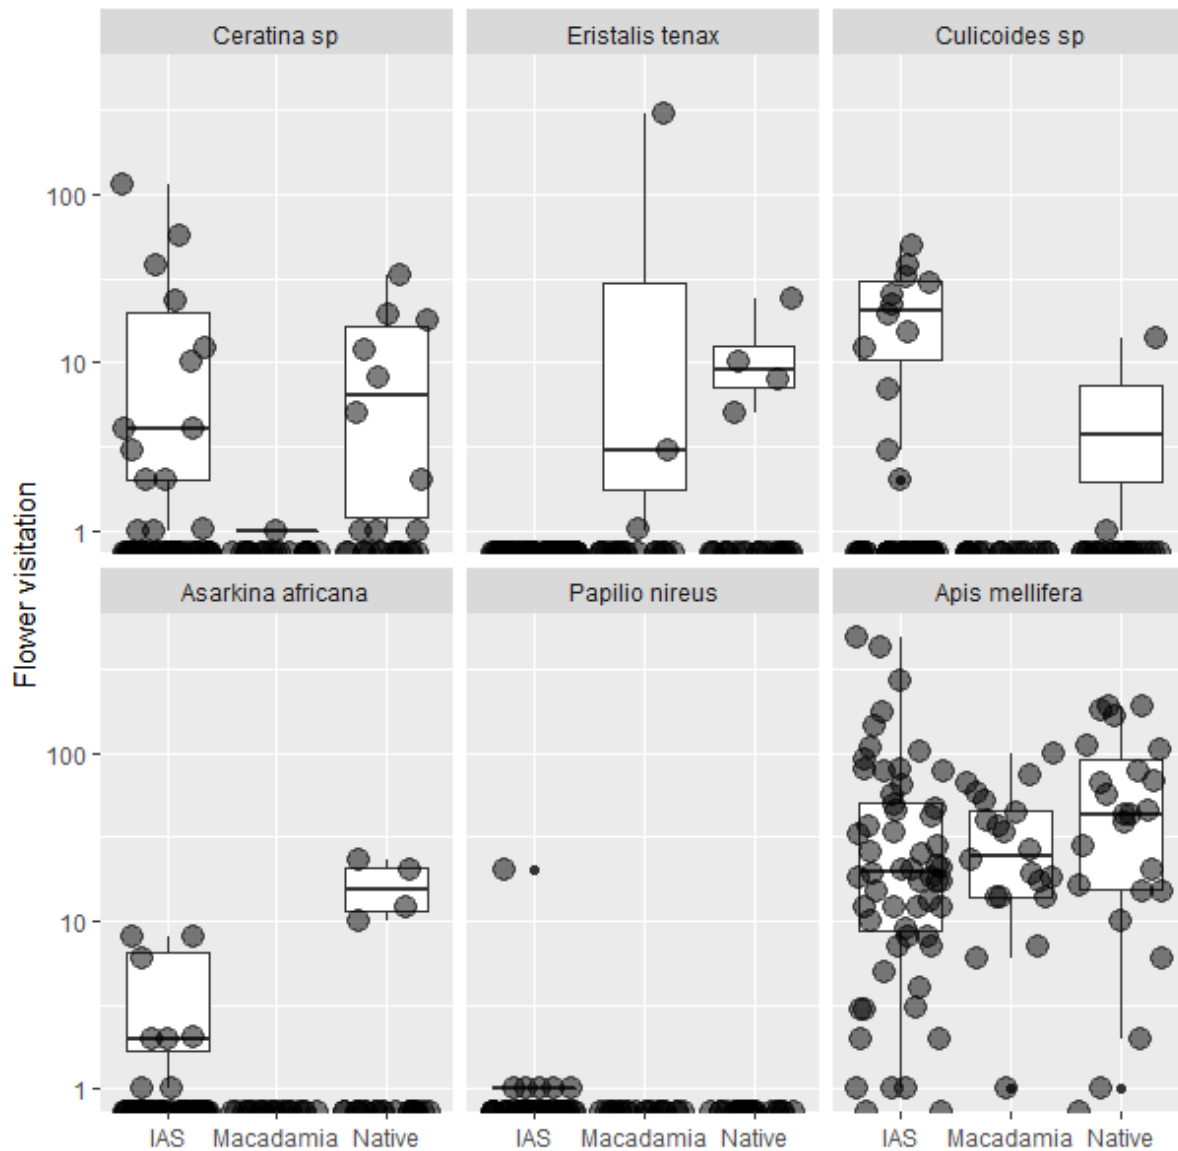 Ceratina sp
Eristalis tenax
Culicoides sp
100
10
1
Flower visitation
Asarkina africana
Papilio nireus
Apis mellifera
100
10
1
IAS Macadamia Native
IAS Macadamia Native
IAS Macadamia Native